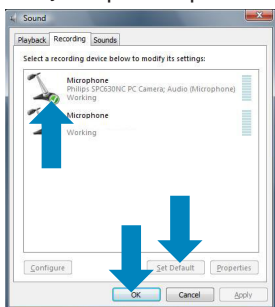 Sound
Playback Recording Sounds
Select a recording device below to modify its settings:
Microphone
Philips SPC630NC PC Camera; Audio (Microphone)
Working
Microphone
Working
Configure Set Default Properties
OK Cancel Apply